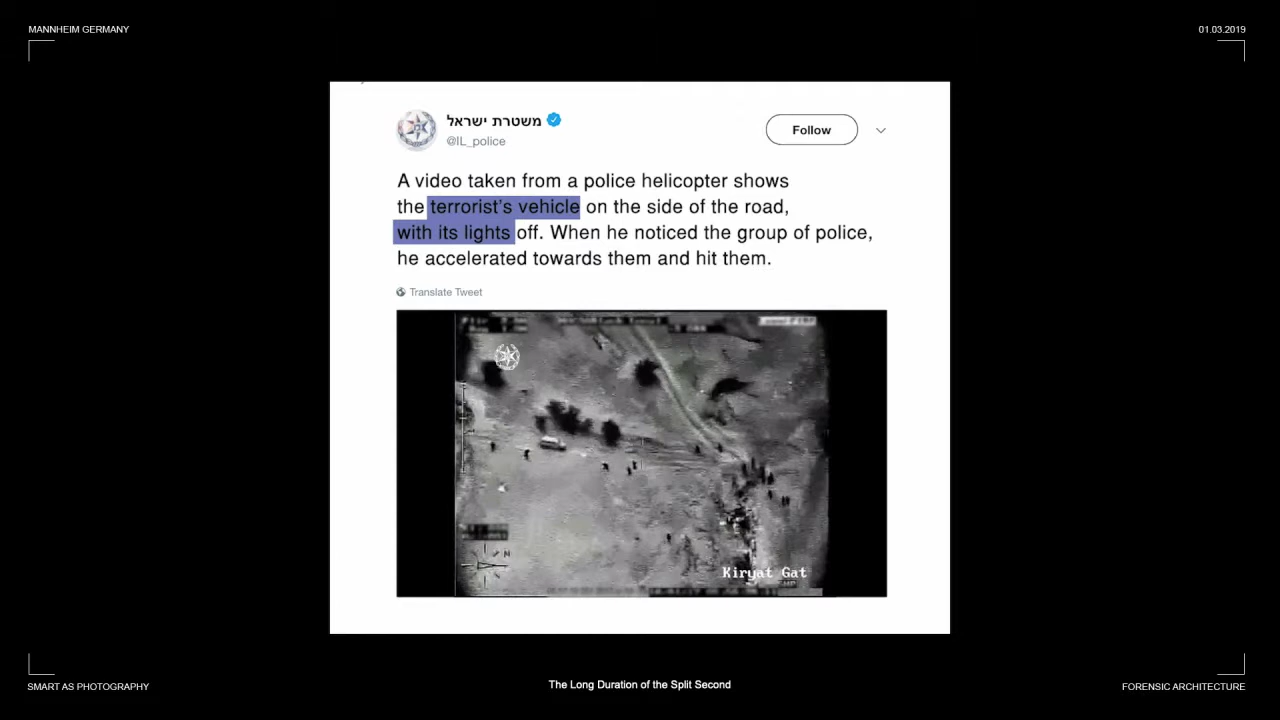 MANNHEIM GERMANY
01.03.2019
משטרת ישראל
@IL_police
Follow
A video taken from a police helicopter shows
the terrorist's vehicle on the side of the road,
with its lights off. When he noticed the group of police,
he accelerated towards them and hit them.
Translate Tweet
N
Kiryat Gat
SMART AS PHOTOGRAPHY
The Long Duration of the Split Second
FORENSIC ARCHITECTURE